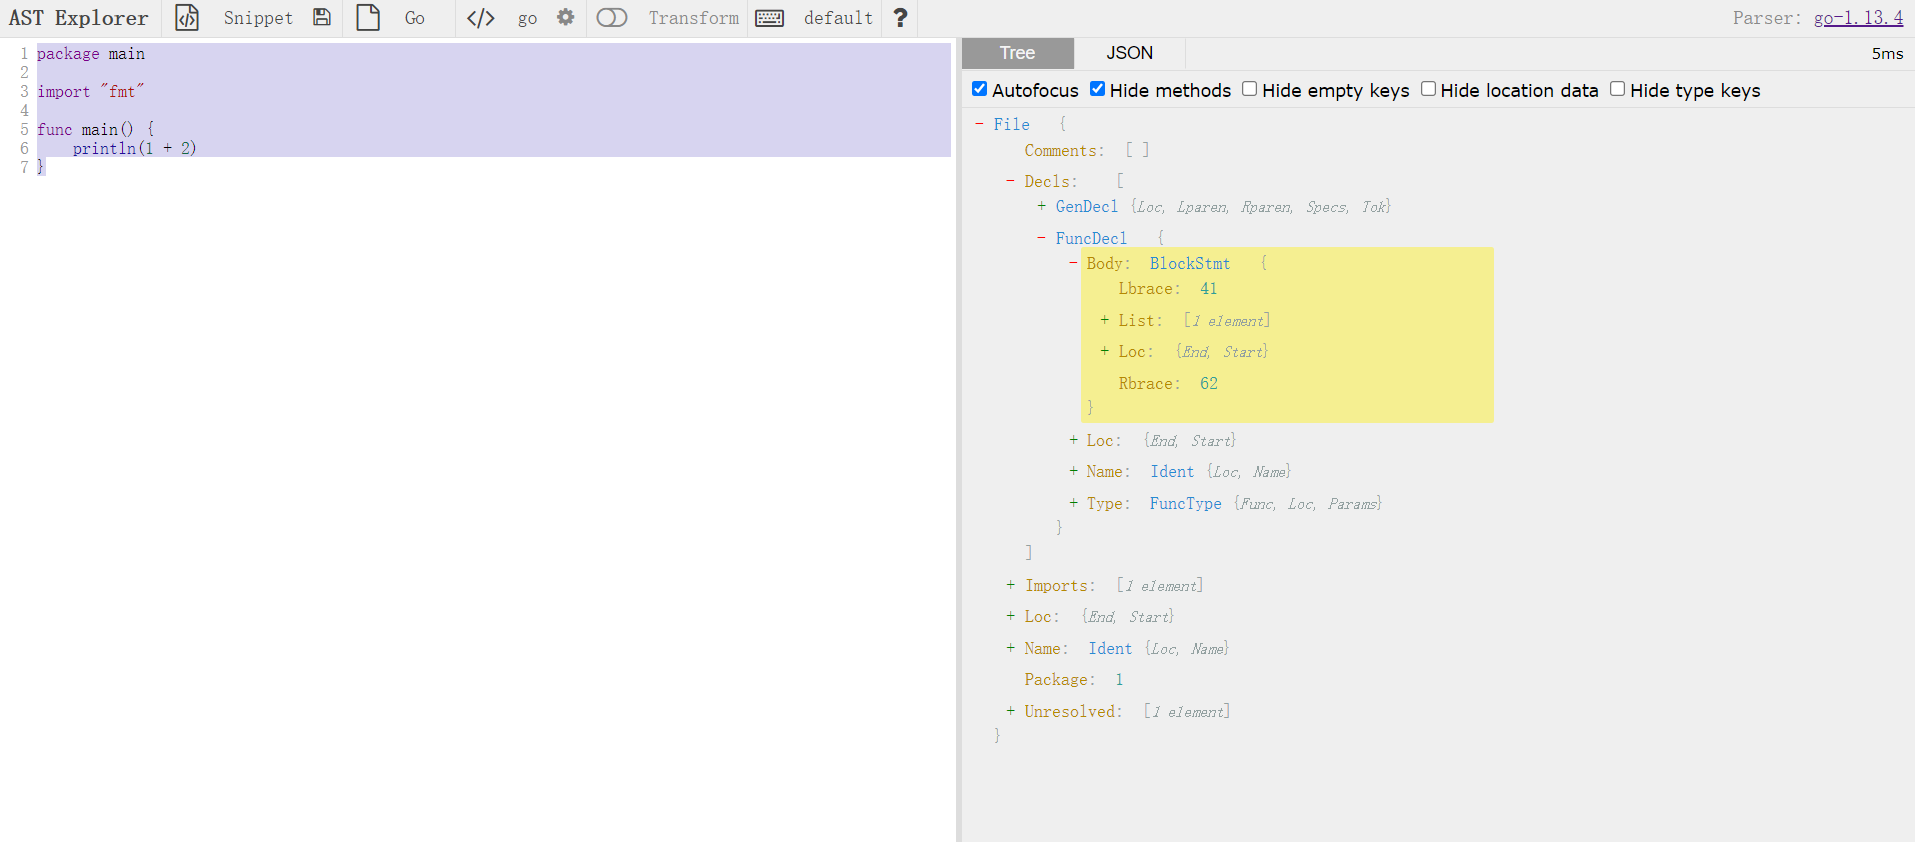 AST Explorer Snippet Go </> go Transform default ? Parser: go-1.13.4
1 package main
2
3 import "fmt"
4
5 func main() {
6 println(1 + 2)
7 }
Tree JSON 5ms
Autofocus Hide methods Hide empty keys Hide location data Hide type keys
- File {
Comments: [ ]
- Decls: [
+ GenDecl {Loc, Lparen, Rparen, Specs, Tok}
- FuncDecl {
- Body: BlockStmt {
Lbrace: 41
+ List: [1 element]
+ Loc: {End, Start}
Rbrace: 62
}
+ Loc: {End, Start}
+ Name: Ident {Loc, Name}
+ Type: FuncType {Func, Loc, Params}
}
]
+ Imports: [1 element]
+ Loc: {End, Start}
+ Name: Ident {Loc, Name}
Package: 1
+ Unresolved: [1 element]
}